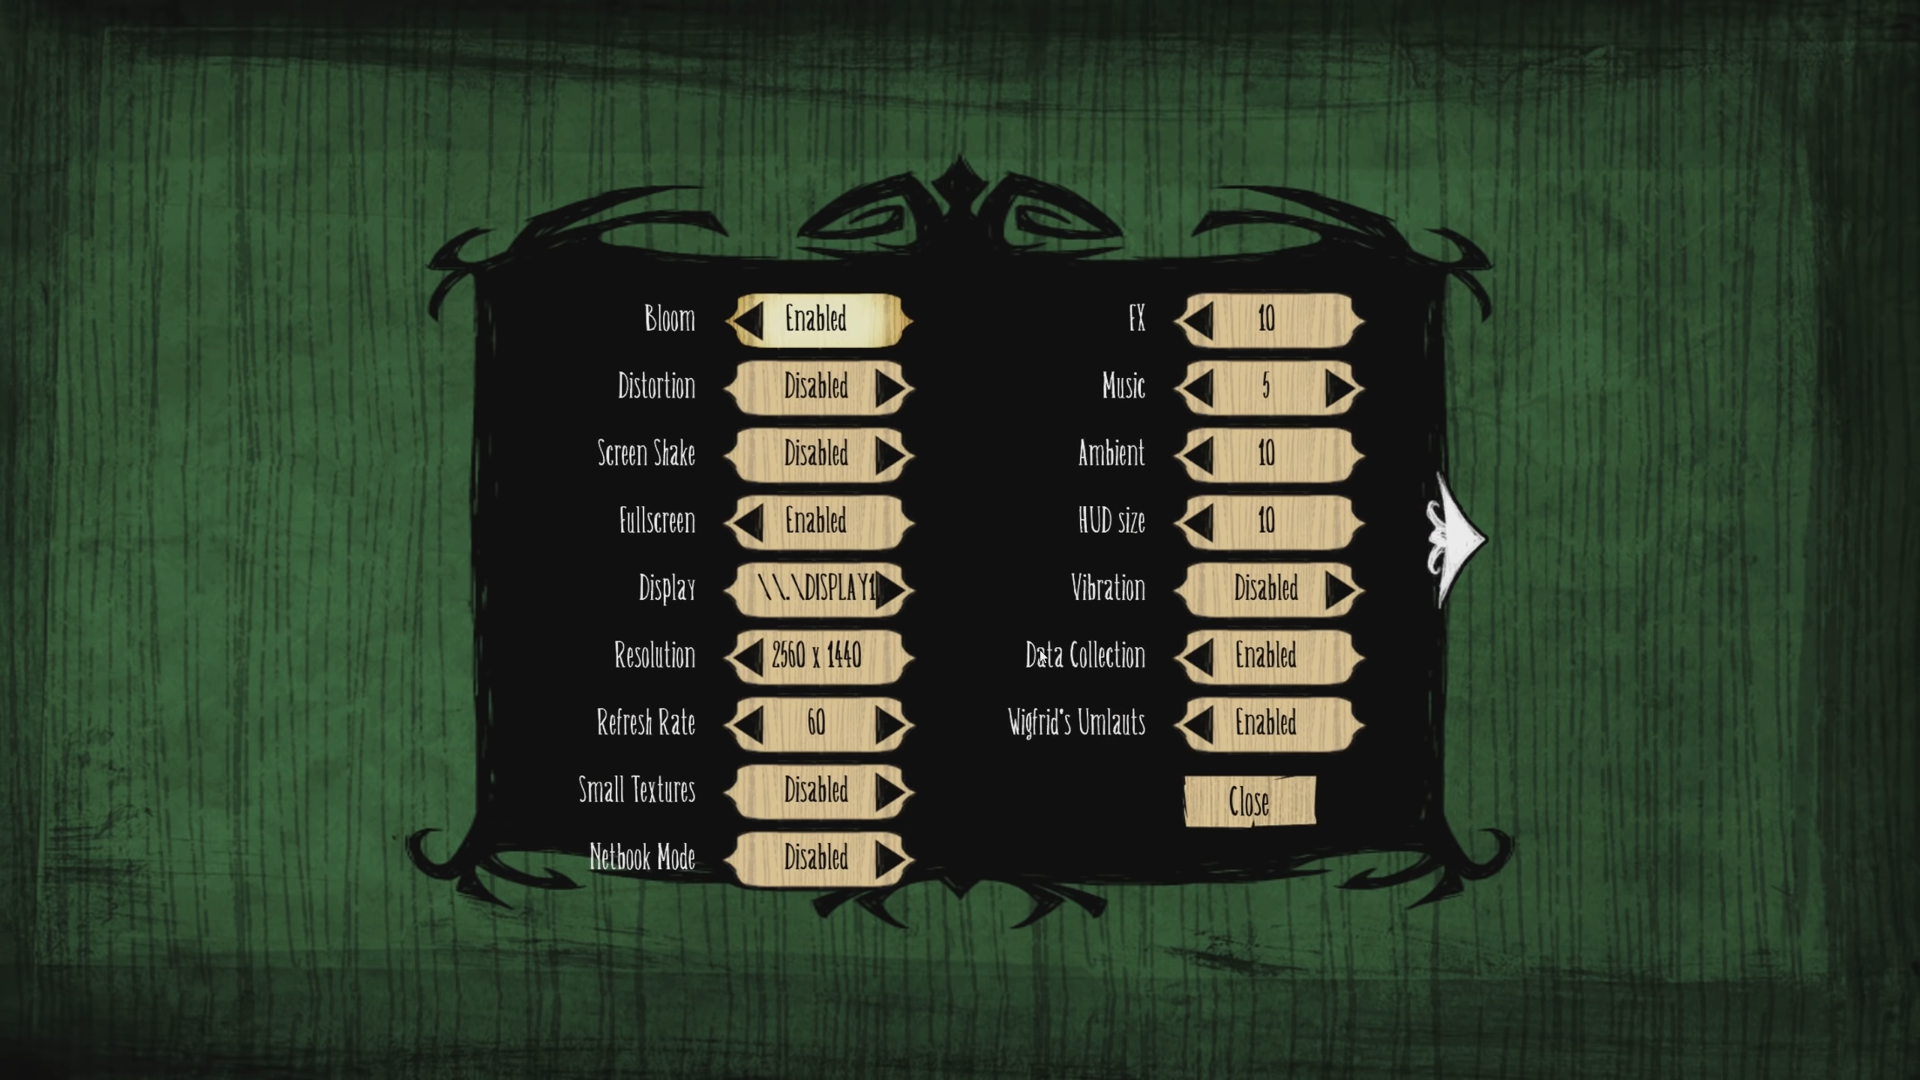 Bloom Enabled
Distortion Disabled
Screen Shake Disabled
Fullscreen Enabled
Display \\.\DISPLAY1
Resolution 2560 x 1440
Refresh Rate 60
Small Textures Disabled
Netbook Mode Disabled
FX 10
Music 5
Ambient 10
HUD size 10
Vibration Disabled
Data Collection Enabled
Wigfrid's Umlauts Enabled
Close